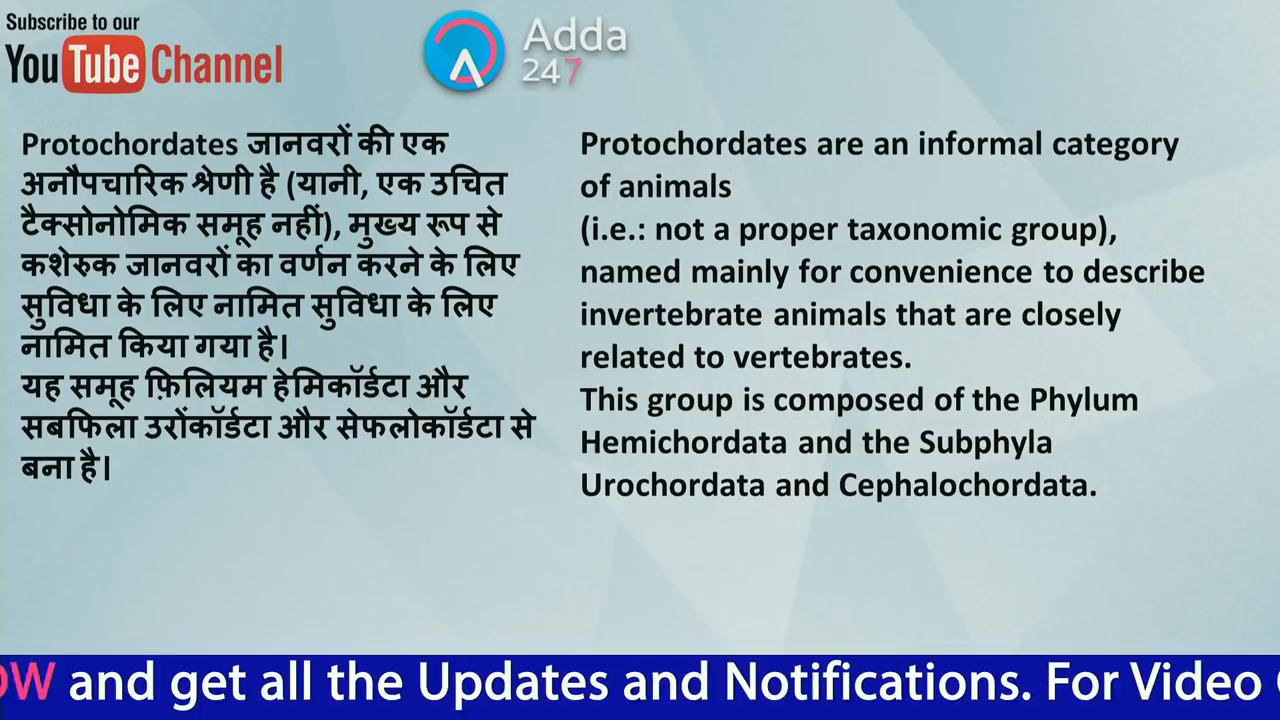 Subscribe to our
YouTube Channel
Adda
247
Protochordates जानवरों की एक
अनौपचारिक श्रेणी है (यानी, एक उचित
टैक्सोनोमिक समूह नहीं), मुख्य रूप से
कशेरुक जानवरों का वर्णन करने के लिए
सुविधा के लिए नामित सुविधा के लिए
नामित किया गया है।
यह समूह फ़िलियम हेमिकॉर्डटा और
सबफिला उरोंकॉर्डटा और सेफलोकॉर्डटा से
बना है।
Protochordates are an informal category
of animals
(i.e.: not a proper taxonomic group),
named mainly for convenience to describe
invertebrate animals that are closely
related to vertebrates.
This group is composed of the Phylum
Hemichordata and the Subphyla
Urochordata and Cephalochordata.
OW and get all the Updates and Notifications. For Video